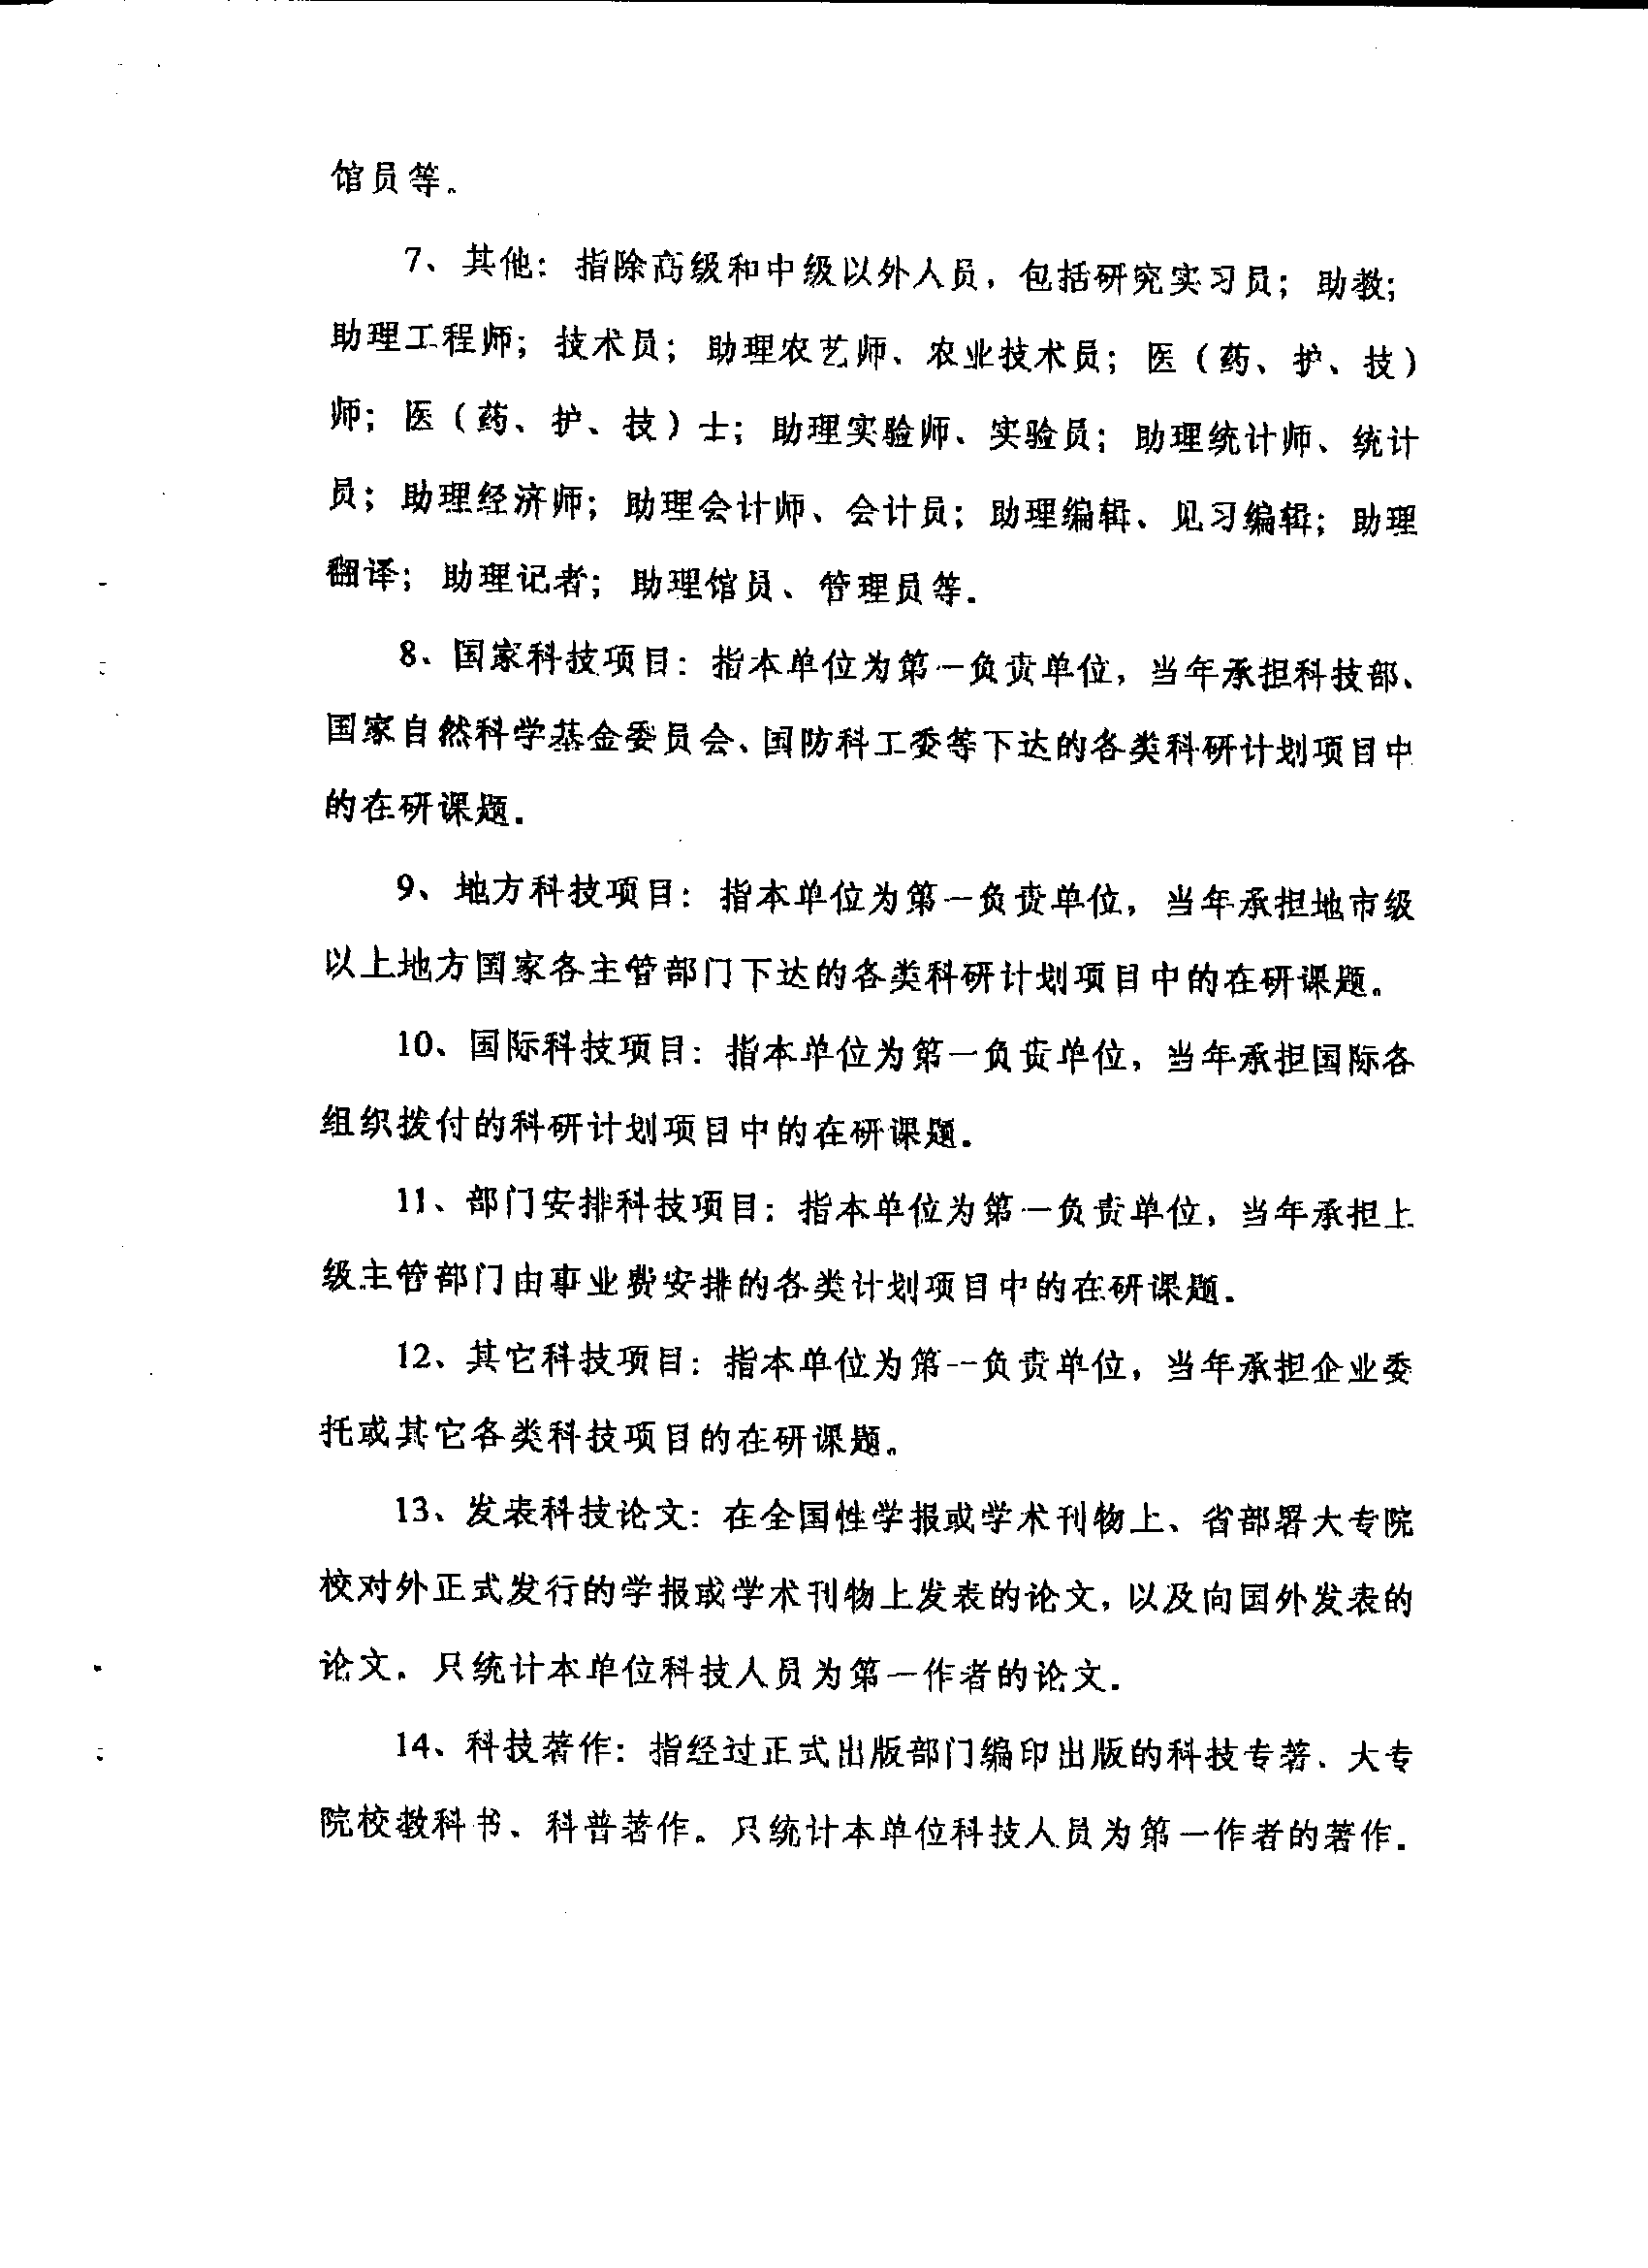 馆员等。
7、其他：指除高级和中级以外人员，包括研究实习员；助教；
助理工程师；技术员；助理农艺师、农业技术员；医（药、护、技）
师；医（药、护、技）士；助理实验师、实验员；助理统计师、统计
员；助理经济师；助理会计师、会计员；助理编辑、见习编辑；助理
翻译；助理记者；助理馆员、管理员等．
8、国家科技项目：指本单位为第一负责单位，当年承担科技部、
国家自然科学基金委员会、国防科工委等下达的各类科研计划项目中
的在研课题．
9、地方科技项目：指本单位为第一负责单位，当年承担地市级
以上地方国家各主管部门下达的各类科研计划项目中的在研课题。
10、国际科技项目：指本单位为第一负责单位，当年承担国际各
组织拨付的科研计划项目中的在研课题．
11、部门安排科技项目：指本单位为第一负责单位，当年承担上
级主管部门由事业费安排的各类计划项目中的在研课题．
12、其它科技项目：指本单位为第一负责单位，当年承担企业委
托或其它各类科技项目的在研课题。
13、发表科技论文：在全国性学报或学术刊物上、省部署大专院
校对外正式发行的学报或学术刊物上发表的论文，以及向国外发表的
论文．只统计本单位科技人员为第一作者的论文．
14、科技著作：指经过正式出版部门编印出版的科技专著、大专
院校教科书、科普著作。只统计本单位科技人员为第一作者的著作．